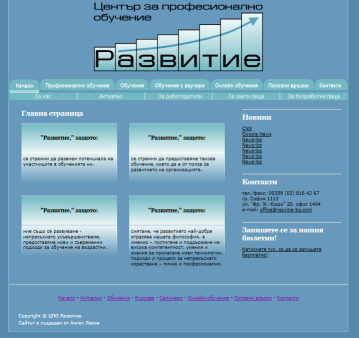 Център за професионално
обучение
Развитие
Начало Професионално обучение Обучения Обучения с ваучери Онлайн обучение Полезни връзки Контакти
За нас Актуално За работодатели За заети лица За безработни лица
Главна страница
"Развитие," защото:
се стремим да развием потенциала на
участниците в обученията ни.
"Развитие," защото:
се стремим да предоставяме такова
обучение, което да е от полза за
развитието на организацията.
"Развитие," защото:
ние също се развиваме -
непрекъснато усъвършенстваме,
предоставяме нови и съвременни
подходи за обучение на възрастни.
"Развитие," защото:
смятаме, че развитието най-добре
отразява нашата философия, а
именно – постигане и поддържане на
висока компетентност, умения и
знания за прилагане нови технологии,
подходи и процеси за непрекъснато
израстване – лично и професионално.
Новини
CNN
Google News
News-bg
News-bg
News-bg
News-bg
News-bg
Контакти
тел./факс: 00359 (02) 816 42 67
гр. София 1113
ул. "Фр. Ж.-Кюри" 20, офис 1404
e-mail: office@razvitie-bg.com
Запишете се за нашия
бюлетин!
Натиснете тук, за да се запишете
безплатно!
Начало • Актуално • Обучения • Курсове • Семинари • Онлайн обучение • Полезни връзки • Контакти
Copyright © ЦПО Развитие
Сайтът е създаден от Ангел Лаков